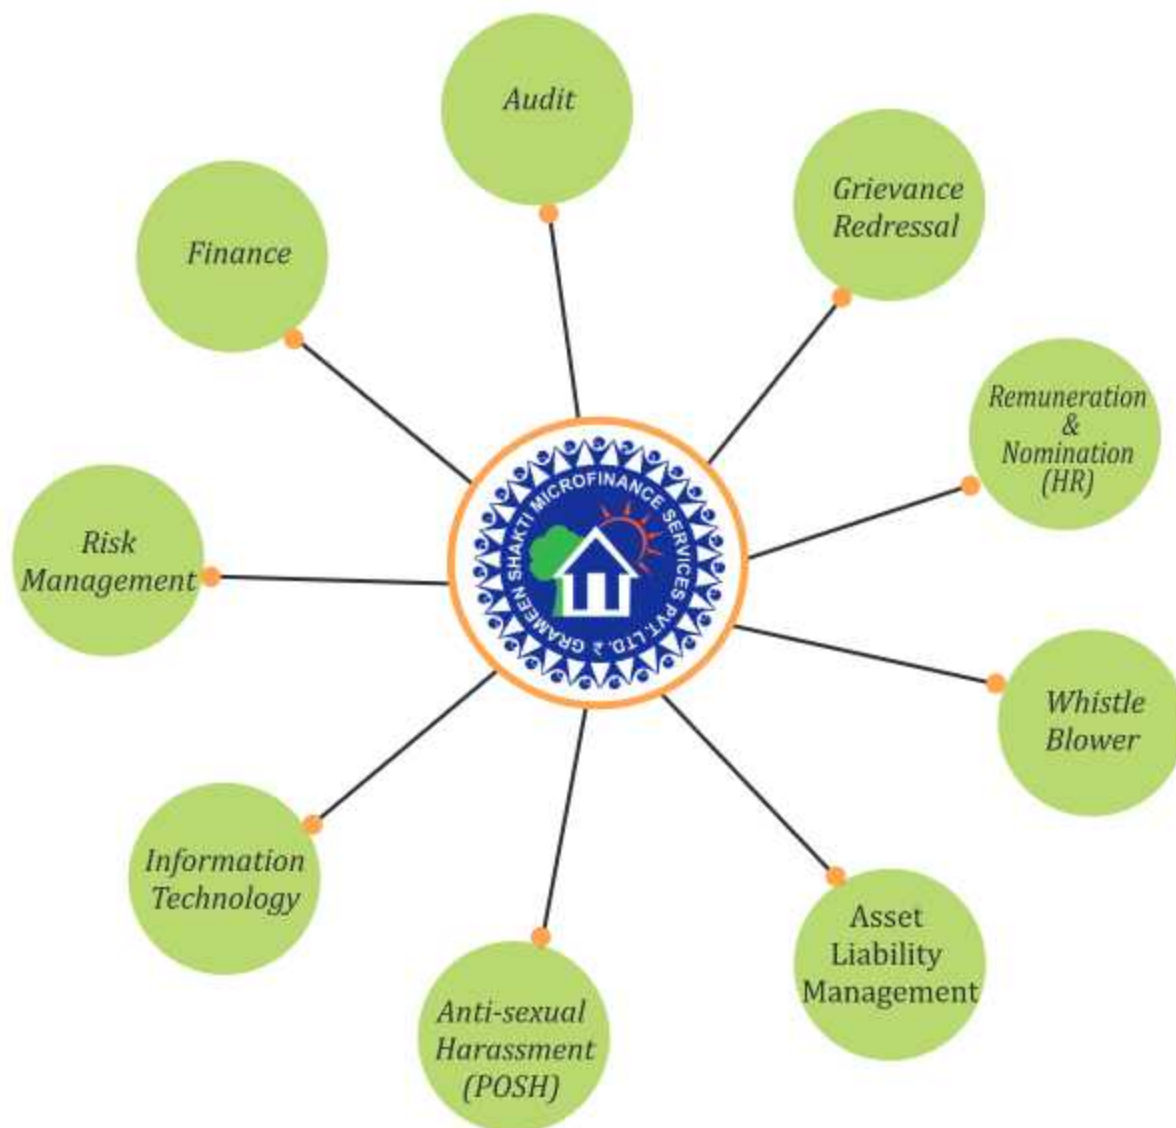 Audit
Grievance
Redressal
Finance
Remuneration
&
Nomination
(HR)
GRAMEEN SHAKTI MICROFINANCE SERVICES PVT. LTD.
Risk
Management
Whistle
Blower
Information
Technology
Asset
Liability
Management
Anti-sexual
Harassment
(POSH)